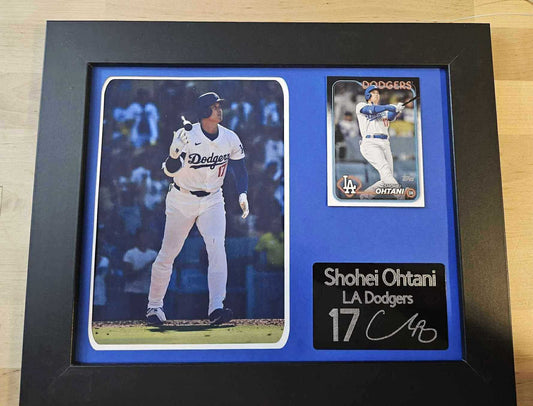 Dodgers
17
DODGERS
LA
OHTANI
Shohei Ohtani
LA Dodgers
17